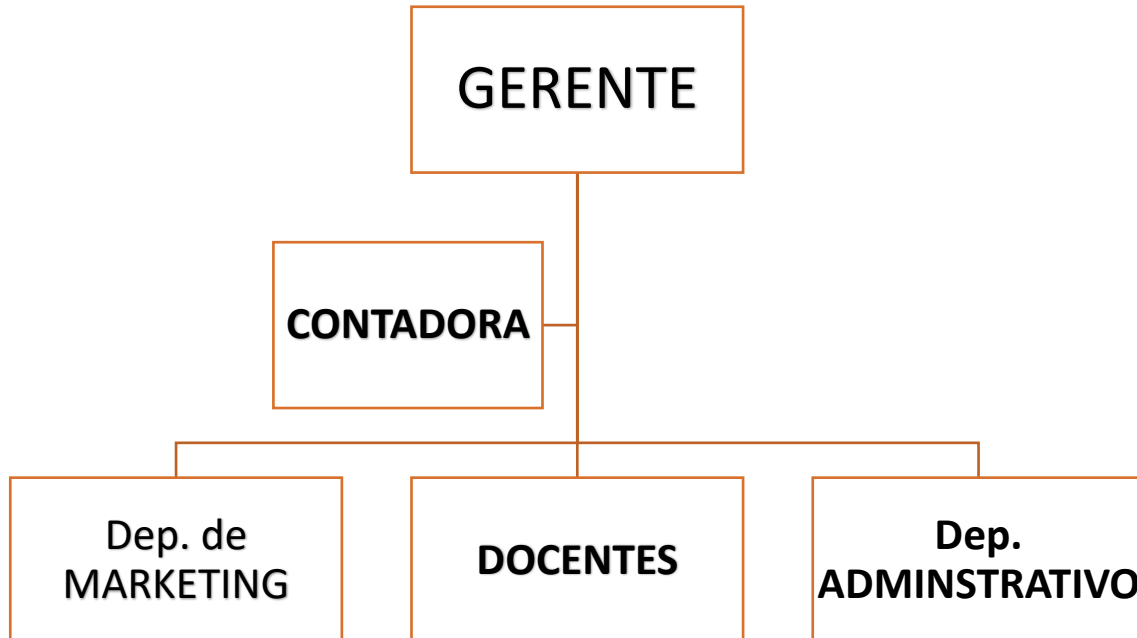 GERENTE
CONTADORA
Dep. de
MARKETING
DOCENTES
Dep.
ADMINSTRATIVO